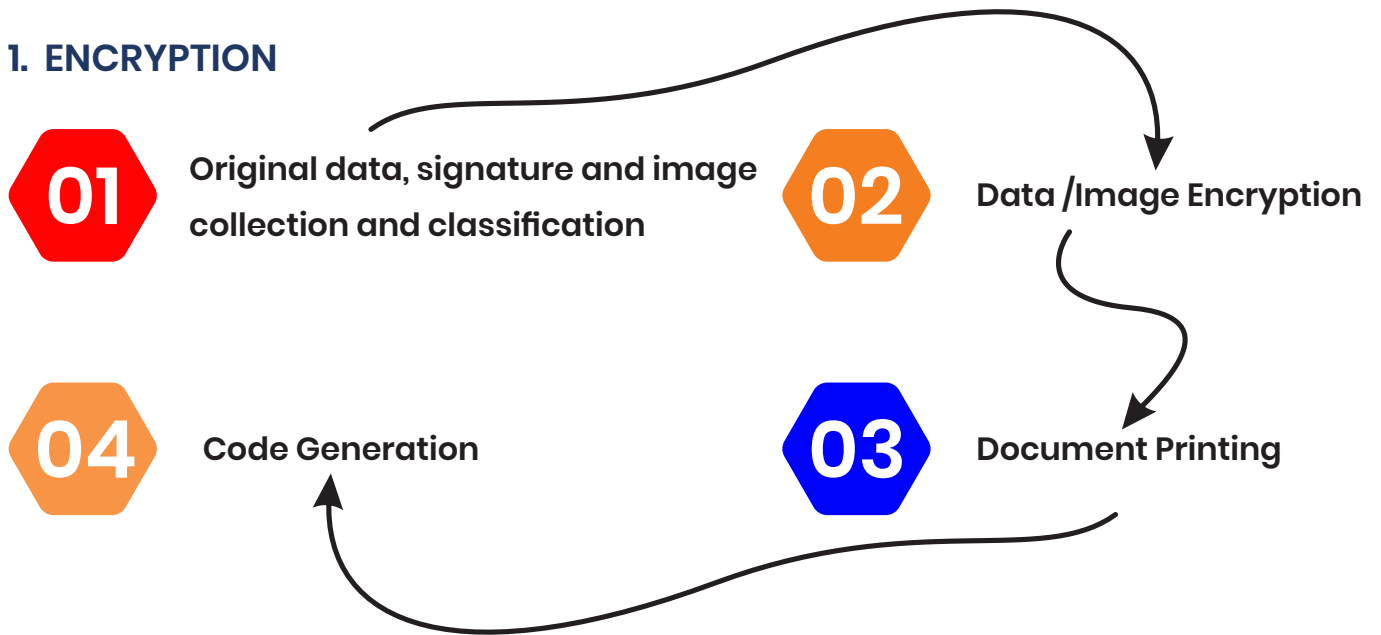 1. ENCRYPTION
01
Original data, signature and image
collection and classification
02
Data /Image Encryption
04
Code Generation
03
Document Printing